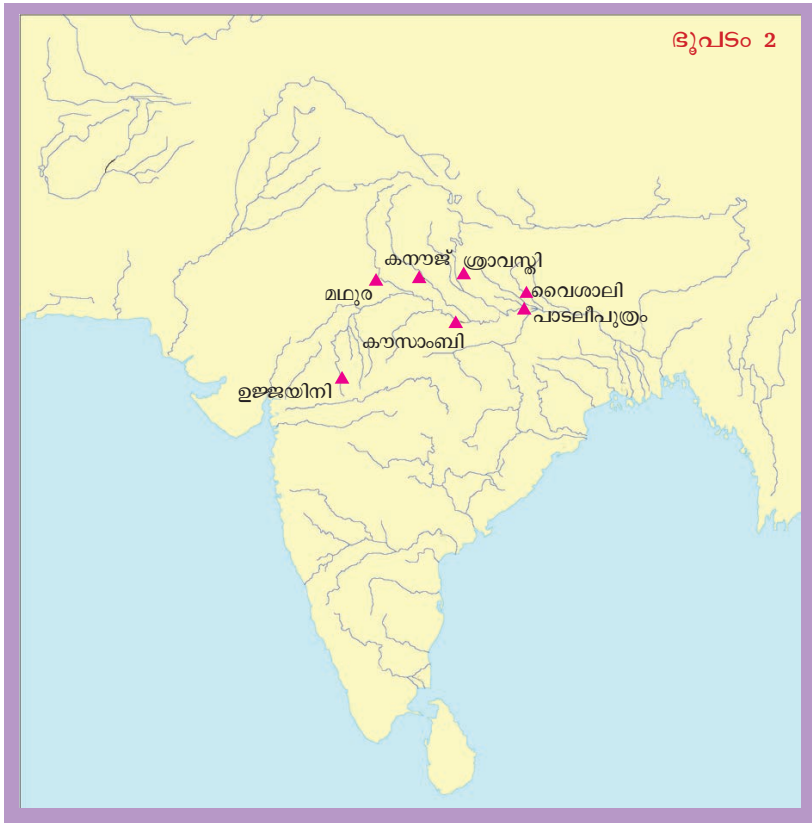 ഭൂപടം 2
കനൗജ്
ശ്രാവസ്തി
മഥുര
വൈശാലി
പാടലീപുത്രം
കൗസാംബി
ഉജ്ജയിനി